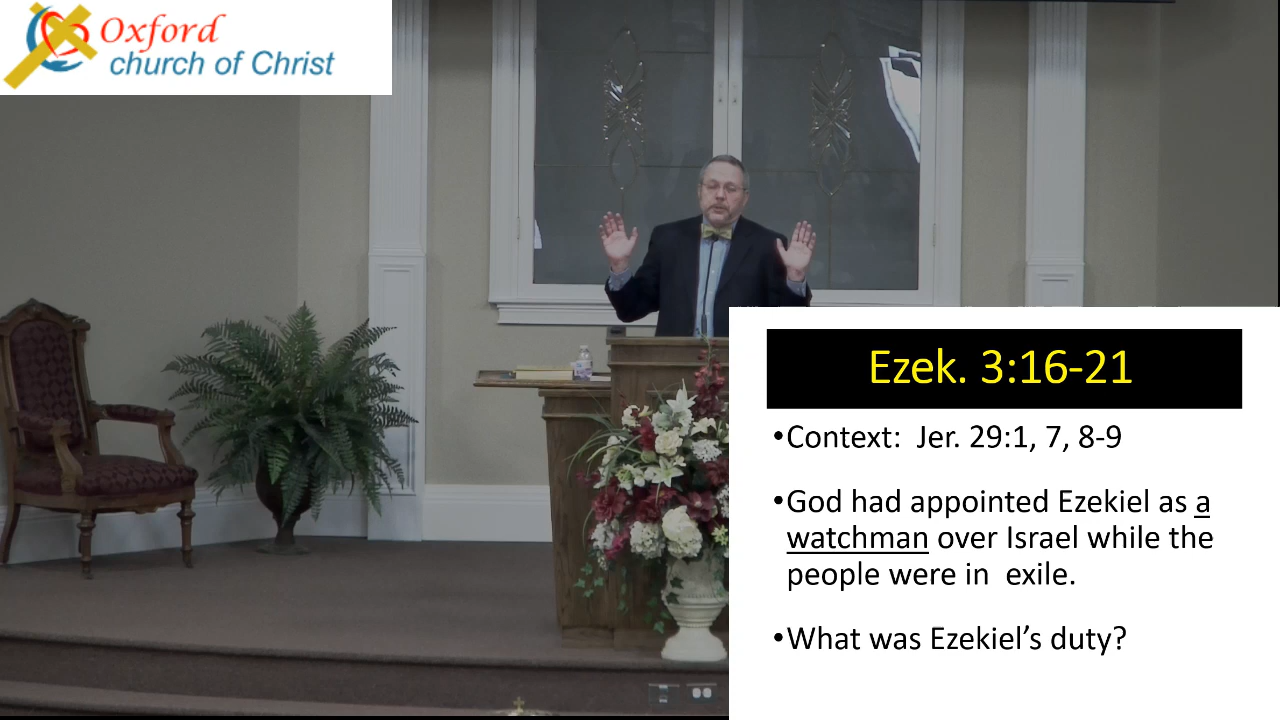 Oxford
church of Christ
Ezek. 3:16-21
•Context:  Jer. 29:1, 7, 8-9
•God had appointed Ezekiel as a
watchman over Israel while the
people were in  exile.
•What was Ezekiel’s duty?